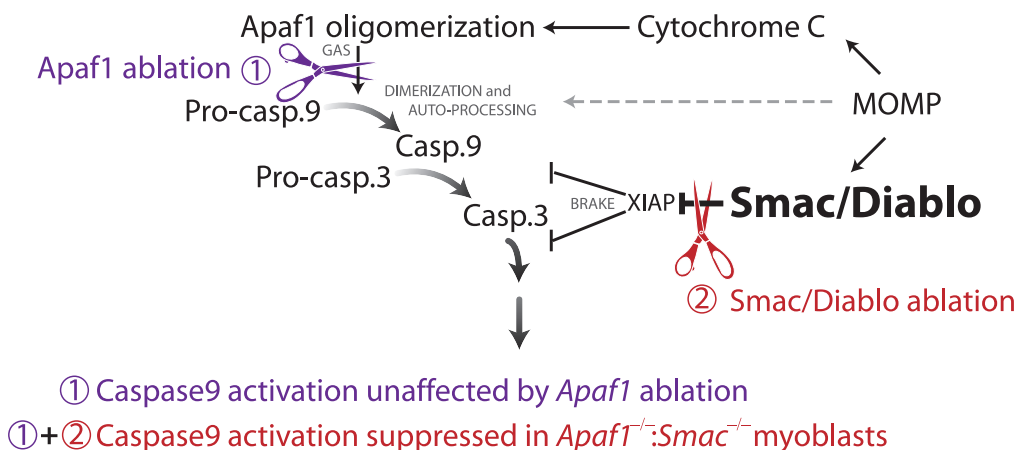 Apaf1 oligomerization
Cytochrome C
GAS
Apaf1 ablation ①
DIMERIZATION and
AUTO-PROCESSING
MOMP
Pro-casp.9
Casp.9
Pro-casp.3
Casp.3
BRAKE
XIAP
Smac/Diablo
② Smac/Diablo ablation
① Caspase9 activation unaffected by Apaf1 ablation
①+② Caspase9 activation suppressed in Apaf1⁻/⁻:Smac⁻/⁻ myoblasts